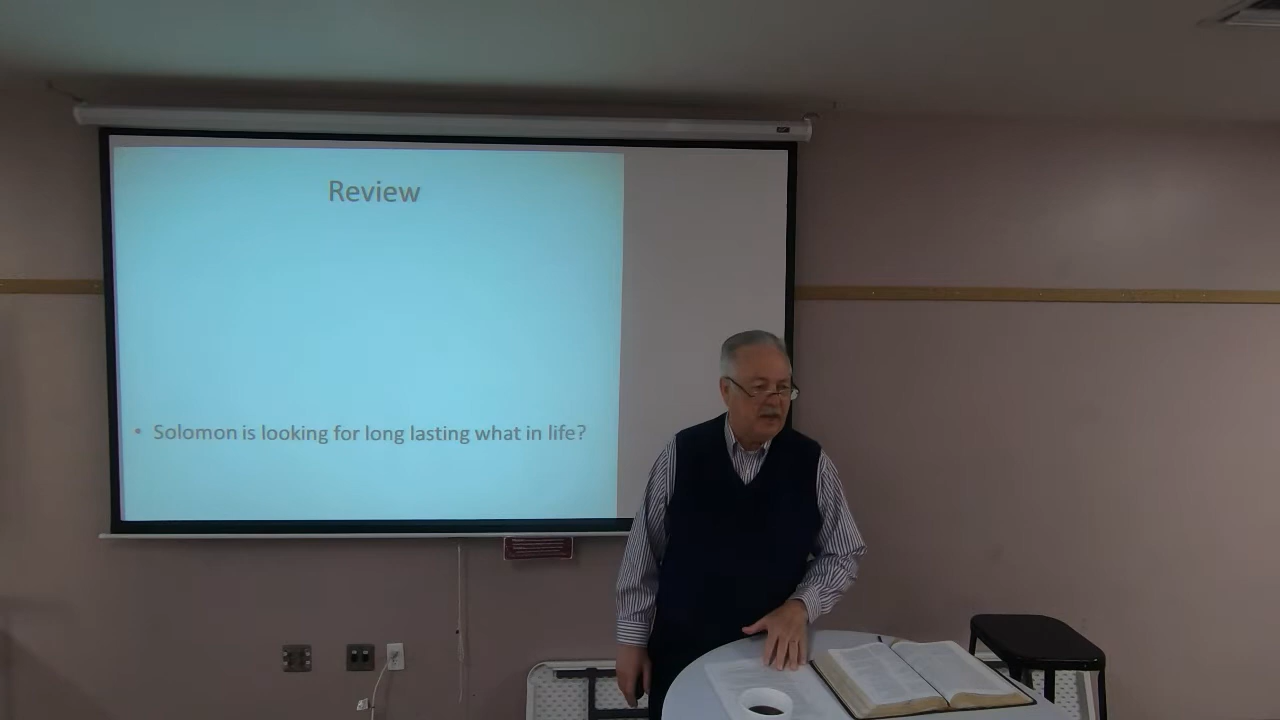 Review
• Solomon is looking for long lasting what in life?